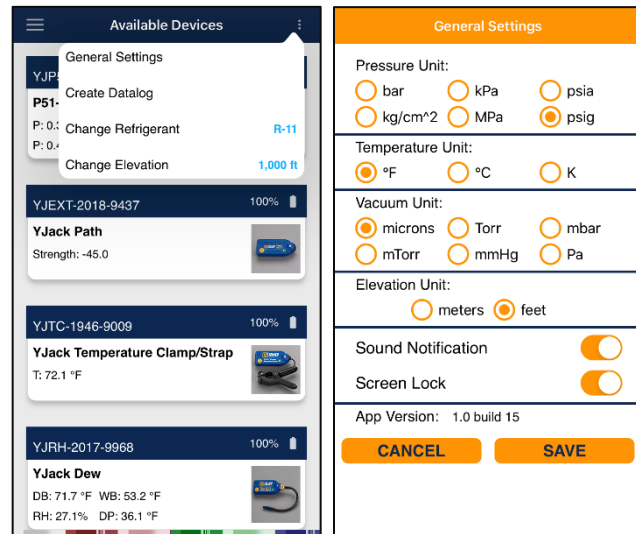 Available Devices
General Settings
Create Datalog
Change Refrigerant R-11
Change Elevation 1,000 ft
YJEXT-2018-9437 100%
YJack Path
Strength: -45.0
YJTC-1946-9009 100%
YJack Temperature Clamp/Strap
T: 72.1 °F
YJRH-2017-9968 100%
YJack Dew
DB: 71.7 °F WB: 53.2 °F
RH: 27.1% DP: 36.1 °F
General Settings
Pressure Unit:
bar kPa psia
kg/cm^2 MPa psig
Temperature Unit:
°F °C K
Vacuum Unit:
microns Torr mbar
mTorr mmHg Pa
Elevation Unit:
meters feet
Sound Notification
Screen Lock
App Version: 1.0 build 15
CANCEL SAVE